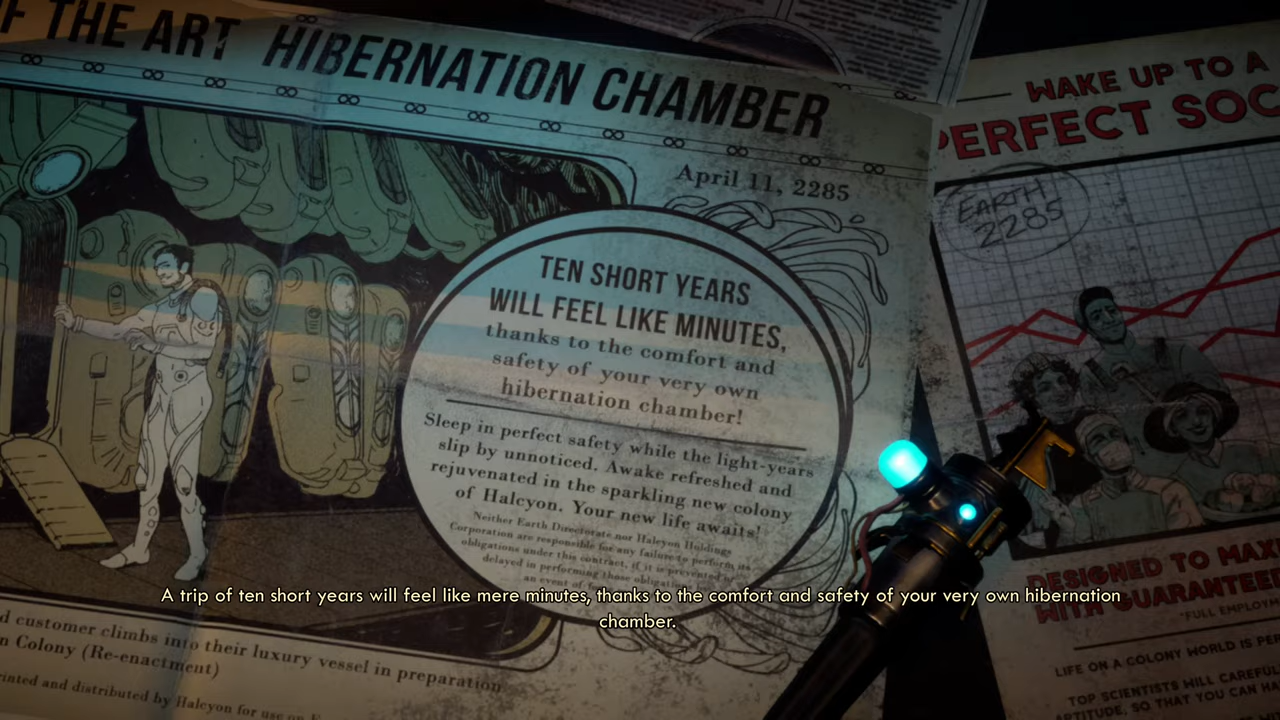 F THE ART HIBERNATION CHAMBER
April 11, 2285
TEN SHORT YEARS
WILL FEEL LIKE MINUTES,
thanks to the comfort and
safety of your very own
hibernation chamber!
Sleep in perfect safety while the light-years
slip by unnoticed. Awake refreshed and
rejuvenated in the sparkling new colony
of Halcyon. Your new life awaits!
Neither Earth Directorate nor Halcyon Holdings
Corporation are responsible for any failure to perform its
obligations under this contract, if it is prevented or
delayed in performing those obligations
an event of
d customer climbs into their luxury vessel in preparation
n Colony (Re-enactment)
rinted and distributed by Halcyon for use on
WAKE UP TO A
PERFECT SOC
EARTH
2285
DESIGNED TO MAXI
WITH GUARANTEE
*FULL EMPLOYM
LIFE ON A COLONY WORLD IS PE
TOP SCIENTISTS WILL CAREFUL
APTITUDE, SO THAT YOU CAN HA
A trip of ten short years will feel like mere minutes, thanks to the comfort and safety of your very own hibernation
chamber.